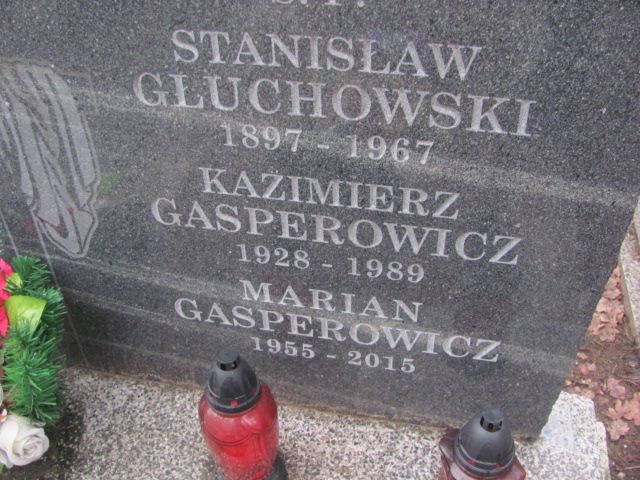 Ś.P.
STANISŁAW
GŁUCHOWSKI
1897 - 1967
KAZIMIERZ
GASPEROWICZ
1928 - 1989
MARIAN
GASPEROWICZ
1955 - 2015